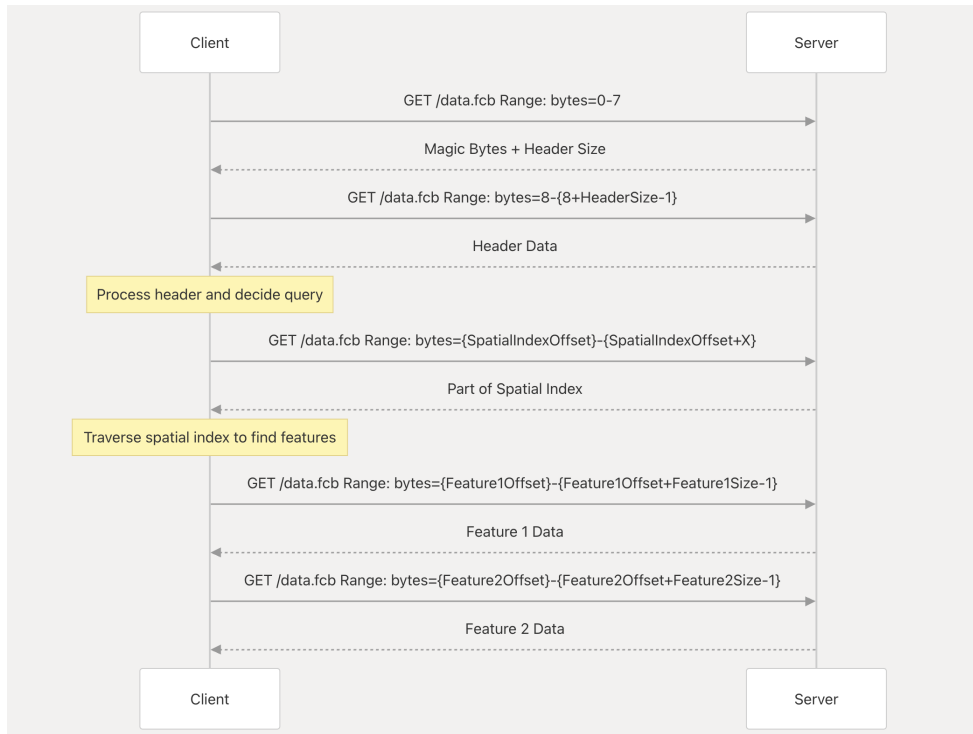 Client
Server
GET /data.fcb Range: bytes=0-7
Magic Bytes + Header Size
GET /data.fcb Range: bytes=8-{8+HeaderSize-1}
Header Data
Process header and decide query
GET /data.fcb Range: bytes={SpatialIndexOffset}-{SpatialIndexOffset+X}
Part of Spatial Index
Traverse spatial index to find features
GET /data.fcb Range: bytes={Feature1Offset}-{Feature1Offset+Feature1Size-1}
Feature 1 Data
GET /data.fcb Range: bytes={Feature2Offset}-{Feature2Offset+Feature2Size-1}
Feature 2 Data
Client
Server